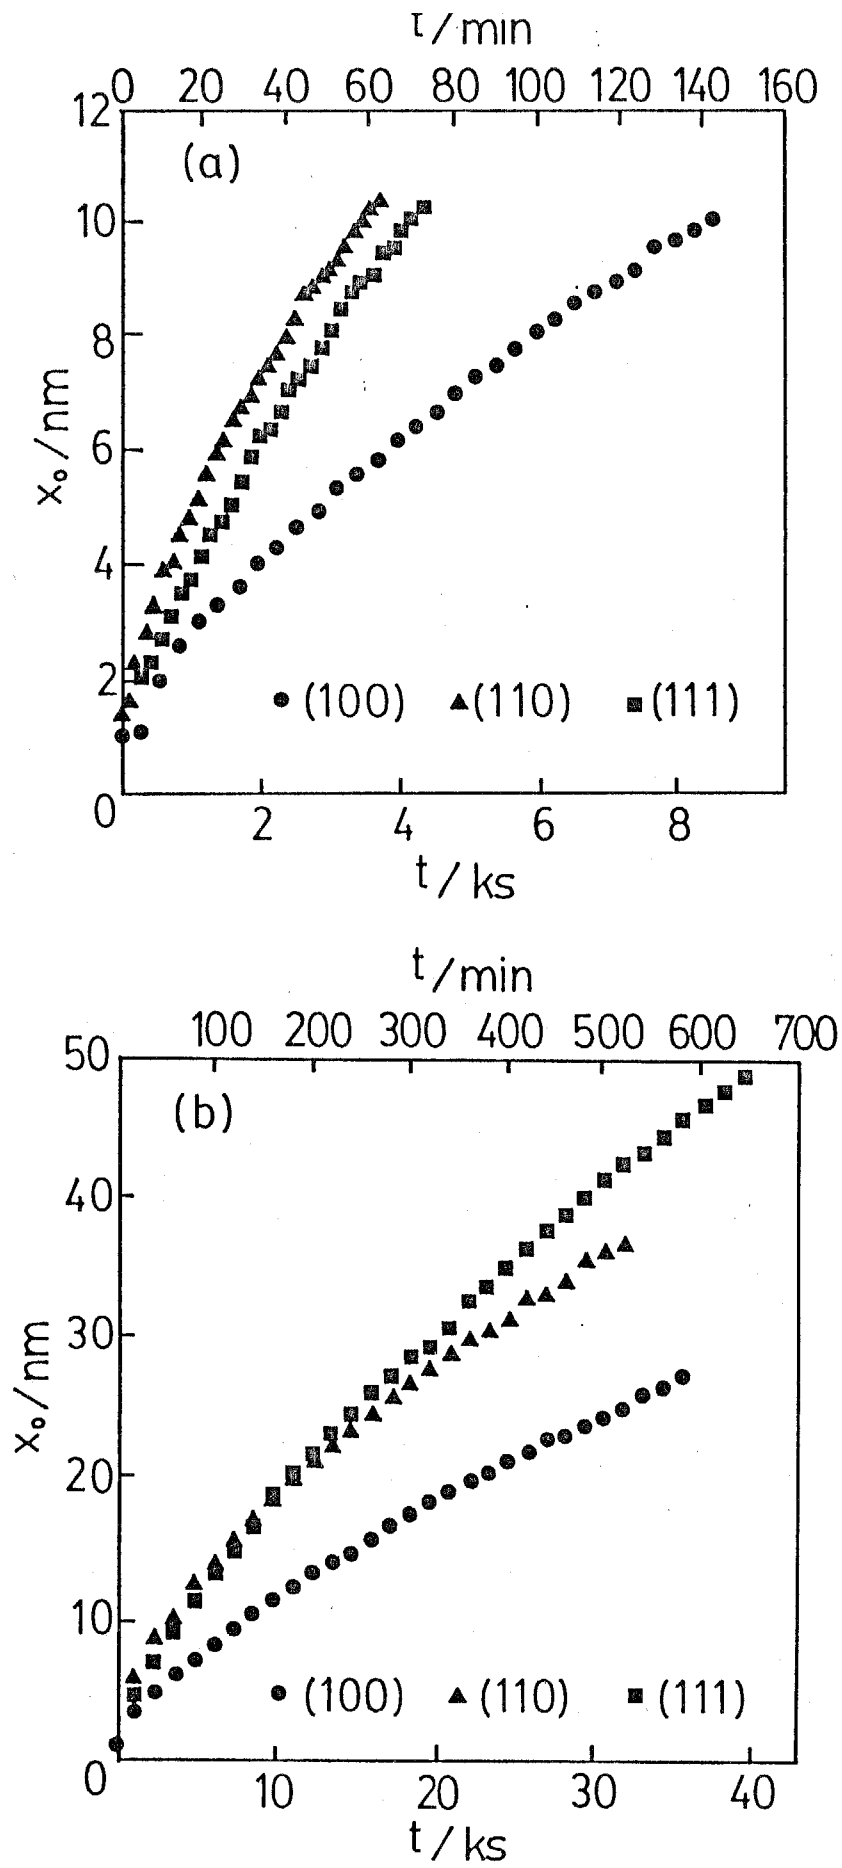 t/min
0 20 40 60 80 100 120 140 160
12
(a)
10
8
x₀/nm
6
4
2
● (100) ▲ (110) ■ (111)
0
2 4 6 8
t/ks
t/min
100 200 300 400 500 600 700
50
(b)
40
30
x₀/nm
20
10
● (100) ▲ (110) ■ (111)
0
10 20 30 40
t/ks